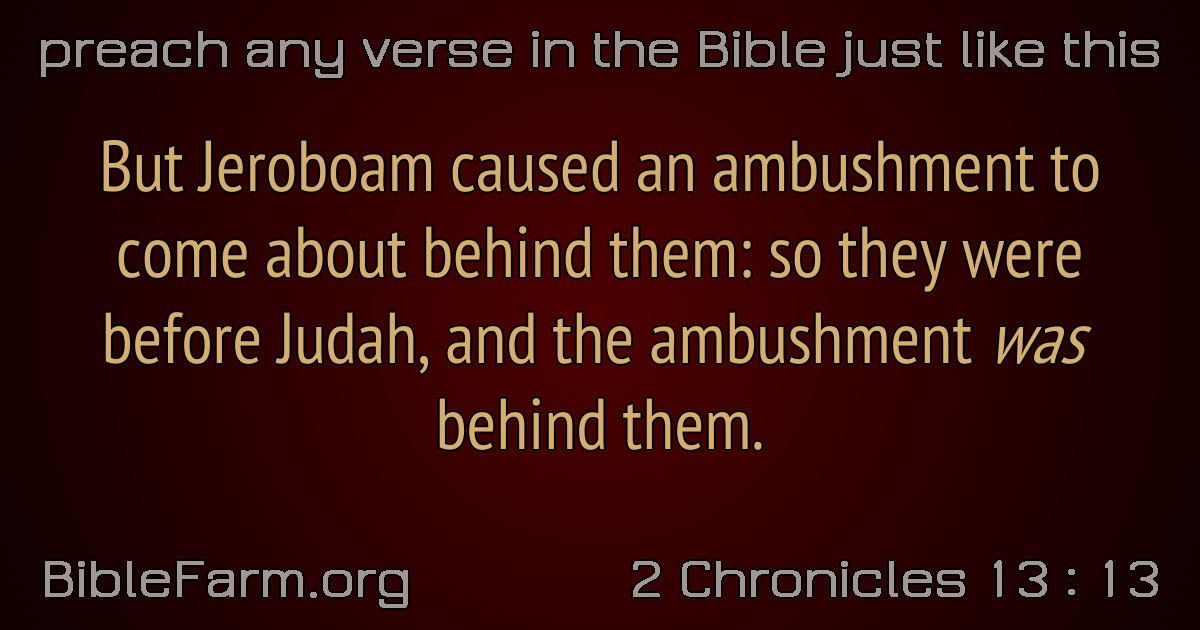 preach any verse in the Bible just like this
But Jeroboam caused an ambushment to
come about behind them: so they were
before Judah, and the ambushment was
behind them.
BibleFarm.org
2 Chronicles 13 : 13